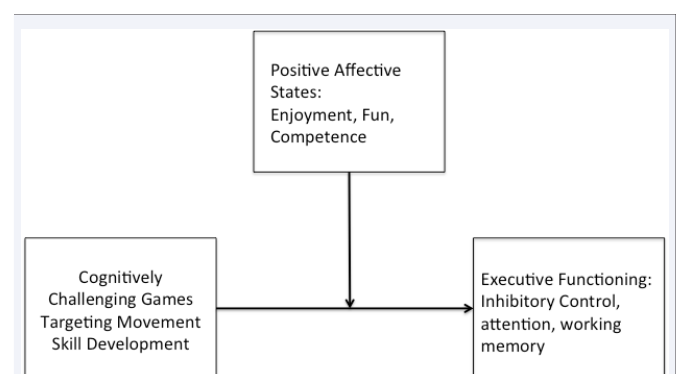 Positive Affective
States:
Enjoyment, Fun,
Competence
Cognitively
Challenging Games
Targeting Movement
Skill Development
Executive Functioning:
Inhibitory Control,
attention, working
memory